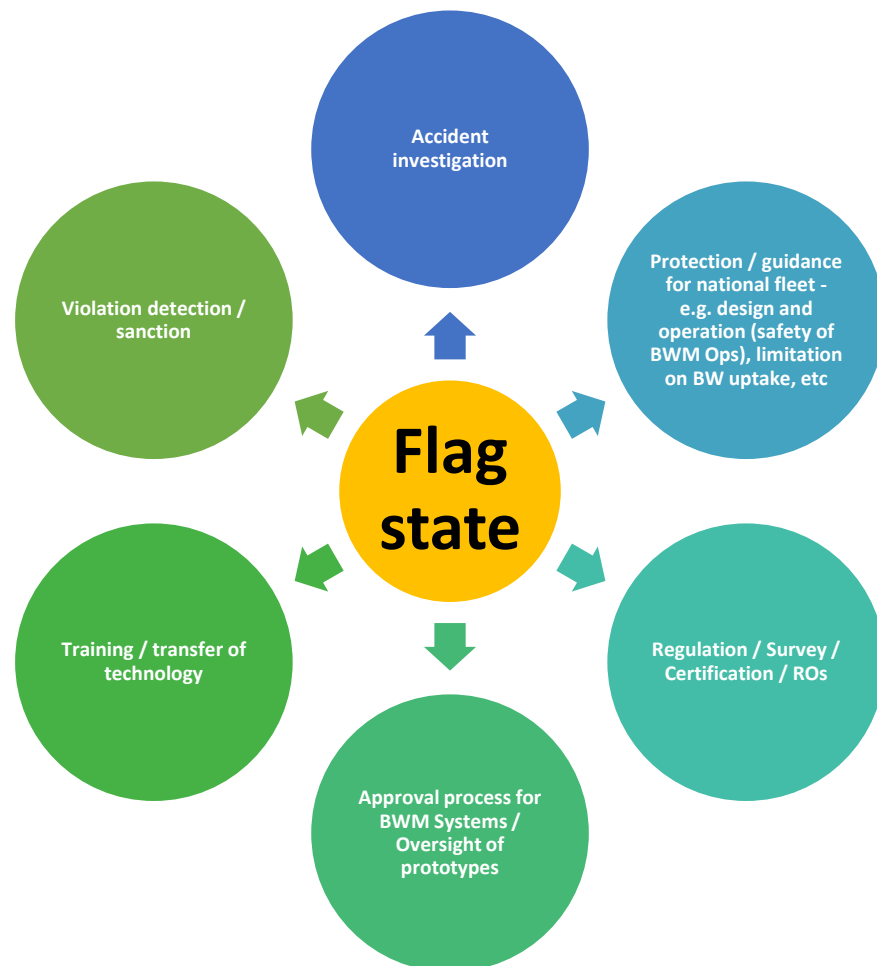 Accident
investigation
Protection / guidance
for national fleet -
e.g. design and
operation (safety of
BWM Ops), limitation
on BW uptake, etc
Violation detection /
sanction
Flag
state
Training / transfer of
technology
Regulation / Survey /
Certification / ROs
Approval process for
BWM Systems /
Oversight of
prototypes